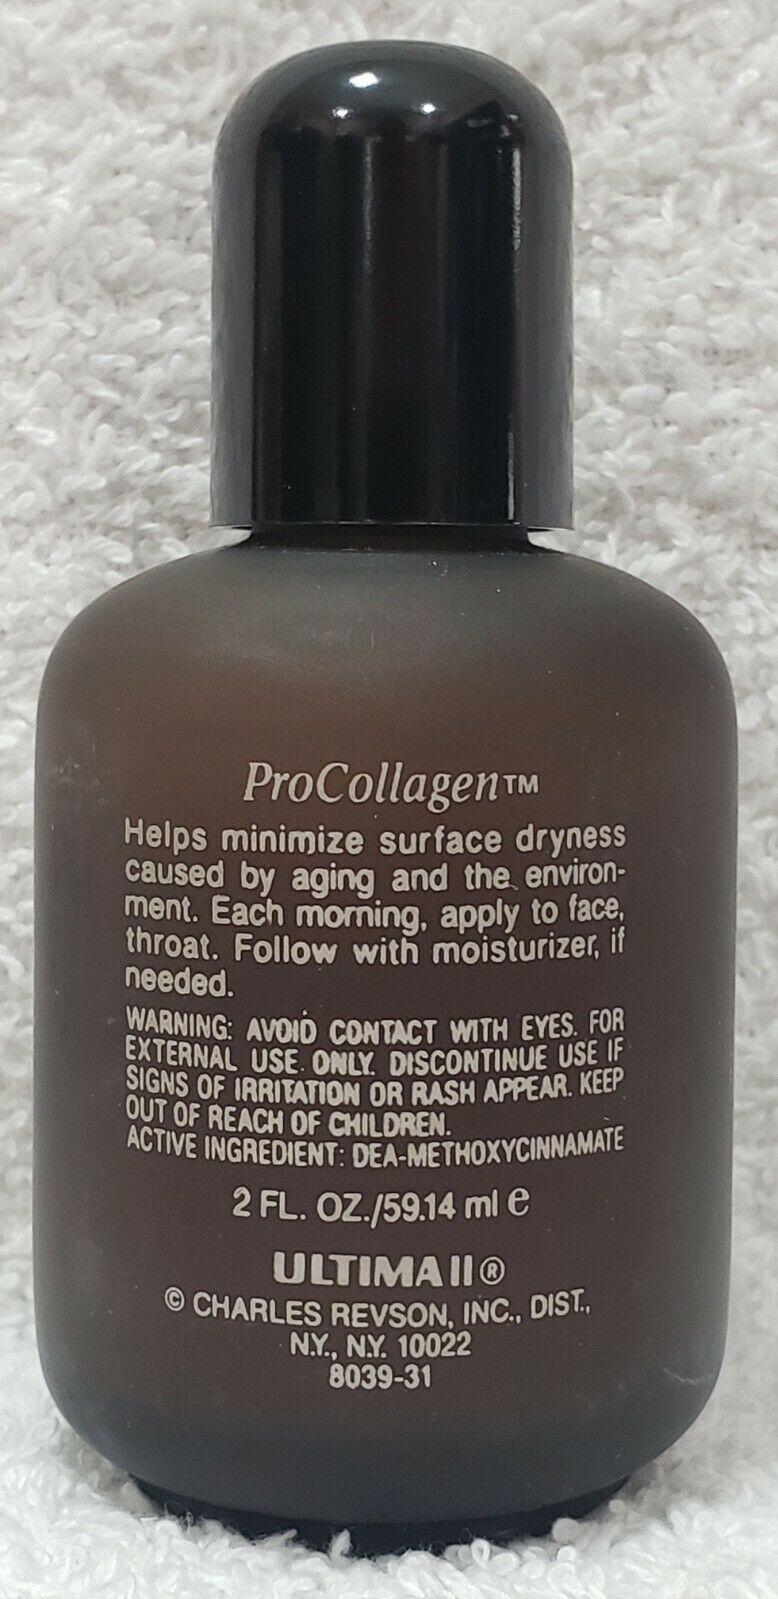 ProCollagen™
Helps minimize surface dryness
caused by aging and the environ-
ment. Each morning, apply to face,
throat. Follow with moisturizer, if
needed.
WARNING: AVOID CONTACT WITH EYES. FOR
EXTERNAL USE ONLY. DISCONTINUE USE IF
SIGNS OF IRRITATION OR RASH APPEAR. KEEP
OUT OF REACH OF CHILDREN.
ACTIVE INGREDIENT: DEA-METHOXYCINNAMATE
2 FL. OZ./59.14 ml e
ULTIMA II®
© CHARLES REVSON, INC., DIST.,
N.Y., N.Y. 10022
8039-31